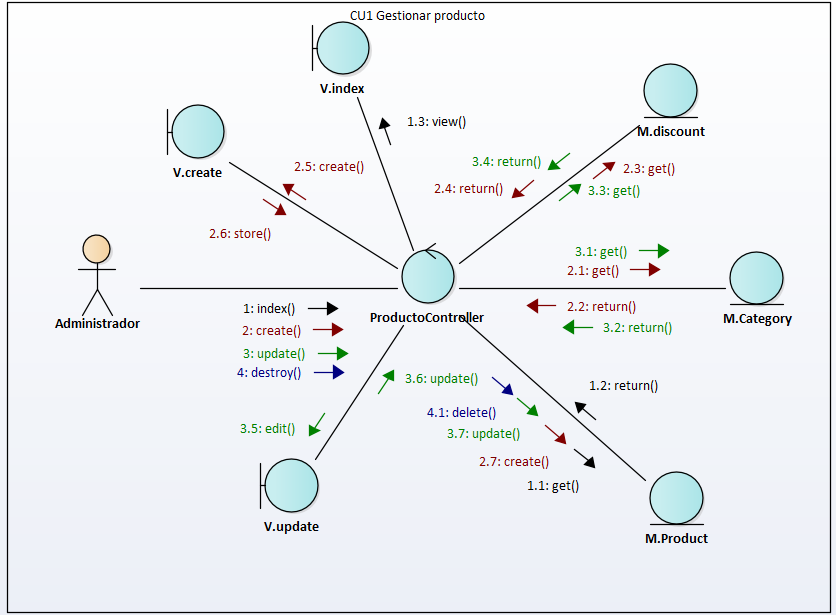 CU1 Gestionar producto
V.index
1.3: view()
M.discount
V.create
2.5: create()
3.4: return()
2.3: get()
2.4: return()
3.3: get()
2.6: store()
3.1: get()
2.1: get()
Administrador
ProductoController
M.Category
1: index()
2.2: return()
2: create()
3.2: return()
3: update()
4: destroy()
3.6: update()
1.2: return()
4.1: delete()
3.5: edit()
3.7: update()
2.7: create()
1.1: get()
V.update
M.Product